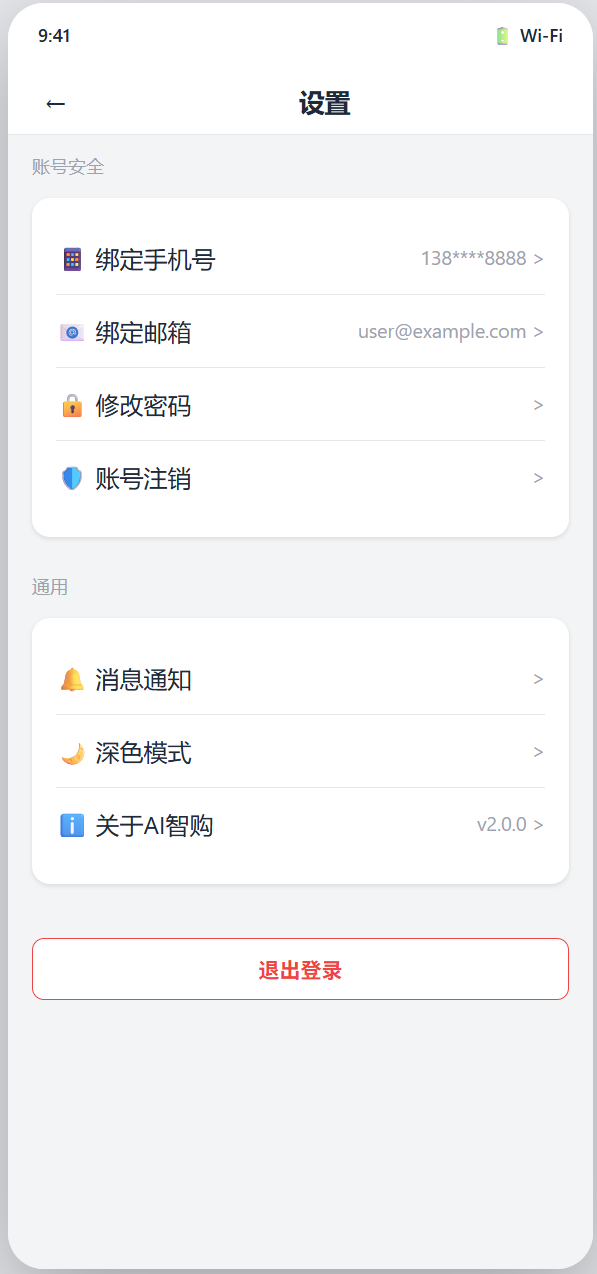 9:41 Wi-Fi
← 设置
账号安全
绑定手机号 138****8888 >
绑定邮箱 user@example.com >
修改密码 >
账号注销 >
通用
消息通知 >
深色模式 >
关于AI智购 v2.0.0 >
退出登录